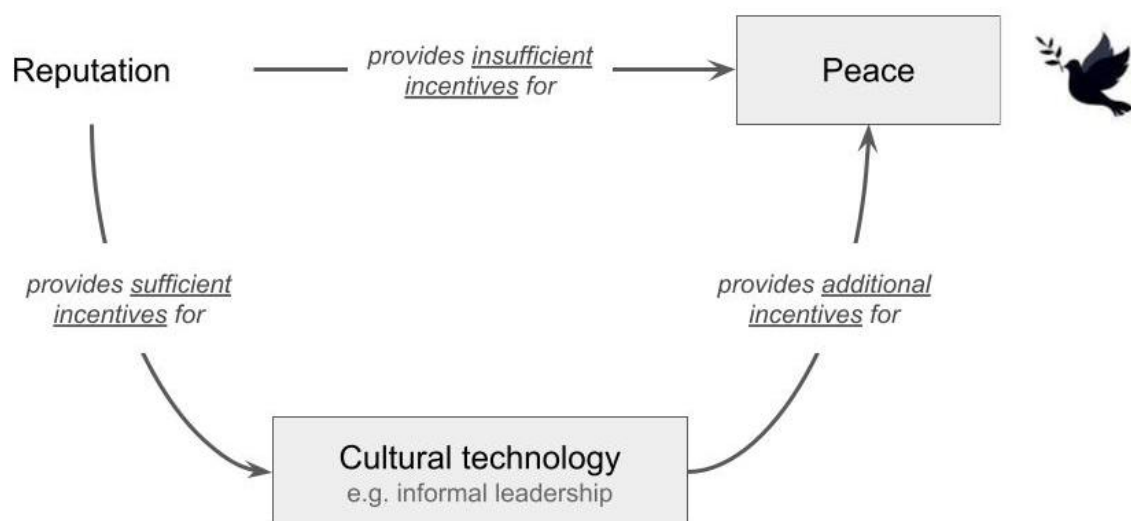 Reputation
provides insufficient
incentives for
Peace
provides sufficient
incentives for
provides additional
incentives for
Cultural technology
e.g. informal leadership